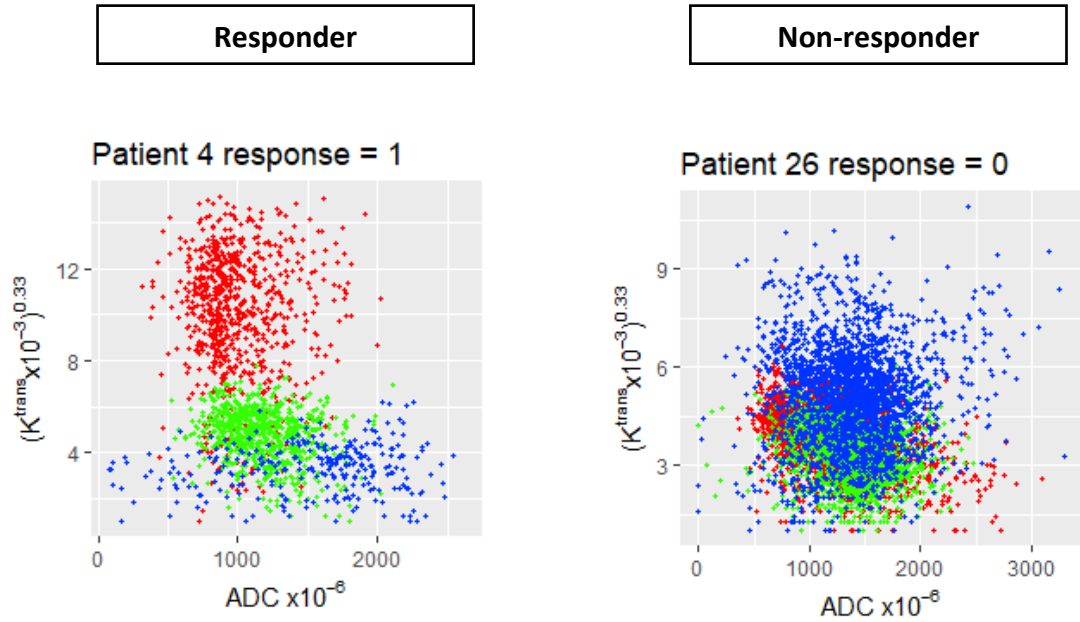 Responder
Non-responder
Patient 4 response = 1
Patient 26 response = 0
(K^trans x10^−3)^0.33
12
8
4
0 1000 2000
ADC x10^−6
(K^trans x10^−3)^0.33
9
6
3
0 1000 2000 3000
ADC x10^−6